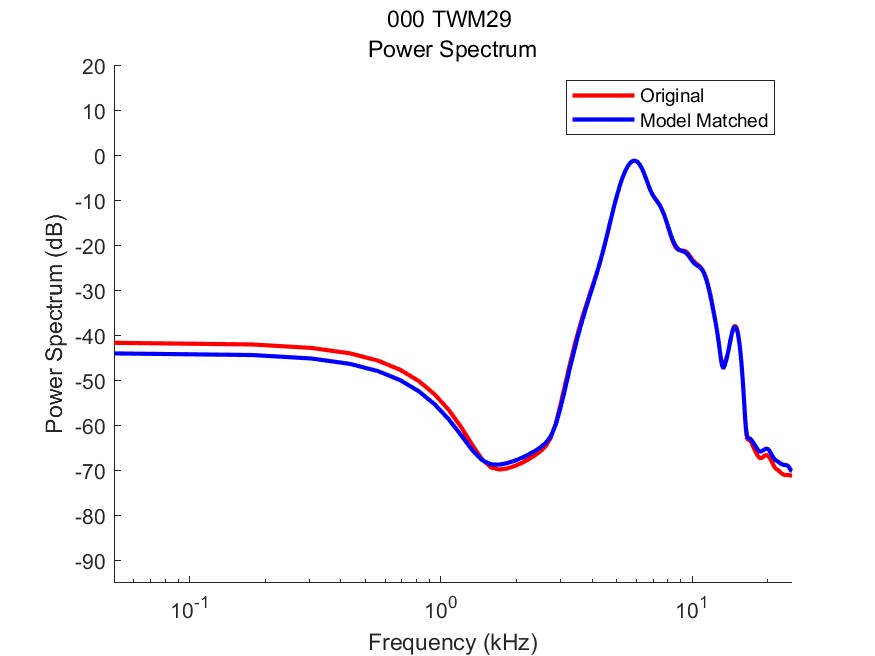 000 TWM29
Power Spectrum
Original
Model Matched
20
10
0
-10
-20
-30
-40
-50
-60
-70
-80
-90
Power Spectrum (dB)
10^-1
10^0
10^1
Frequency (kHz)